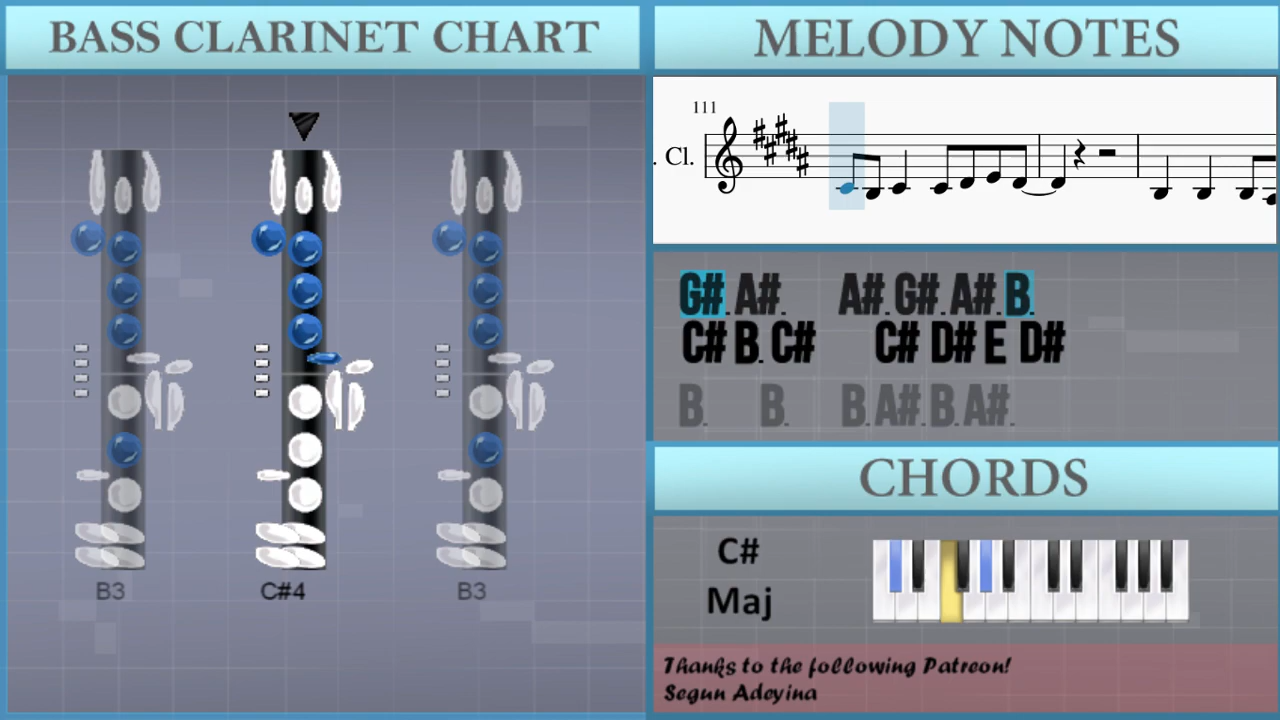 BASS CLARINET CHART
B3
C#4
B3
MELODY NOTES
111
. Cl.
G#. A#. A#. G#. A#. B.
C# B. C# C# D# E D#
B. B. B. A#. B. A#.
CHORDS
C#
Maj
Thanks to the following Patreon!
Segun Adeyina